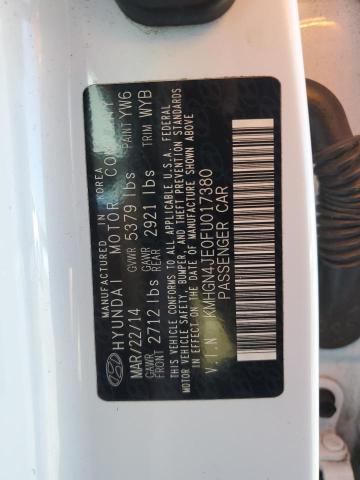 MANUFACTURED IN KOREA
HYUNDAI MOTOR COMPANY
MAR/22/14 GVWR 5379 lbs PAINT YW6
GAWR FRONT 2712 lbs GAWR REAR 2921 lbs TRIM WYB
THIS VEHICLE CONFORMS TO ALL APPLICABLE U.S.A. FEDERAL
MOTOR VEHICLE SAFETY, BUMPER, AND THEFT PREVENTION STANDARDS
IN EFFECT ON THE DATE OF MANUFACTURE SHOWN ABOVE.
V.I.N : KMHGN4JE0FU017380
PASSENGER CAR